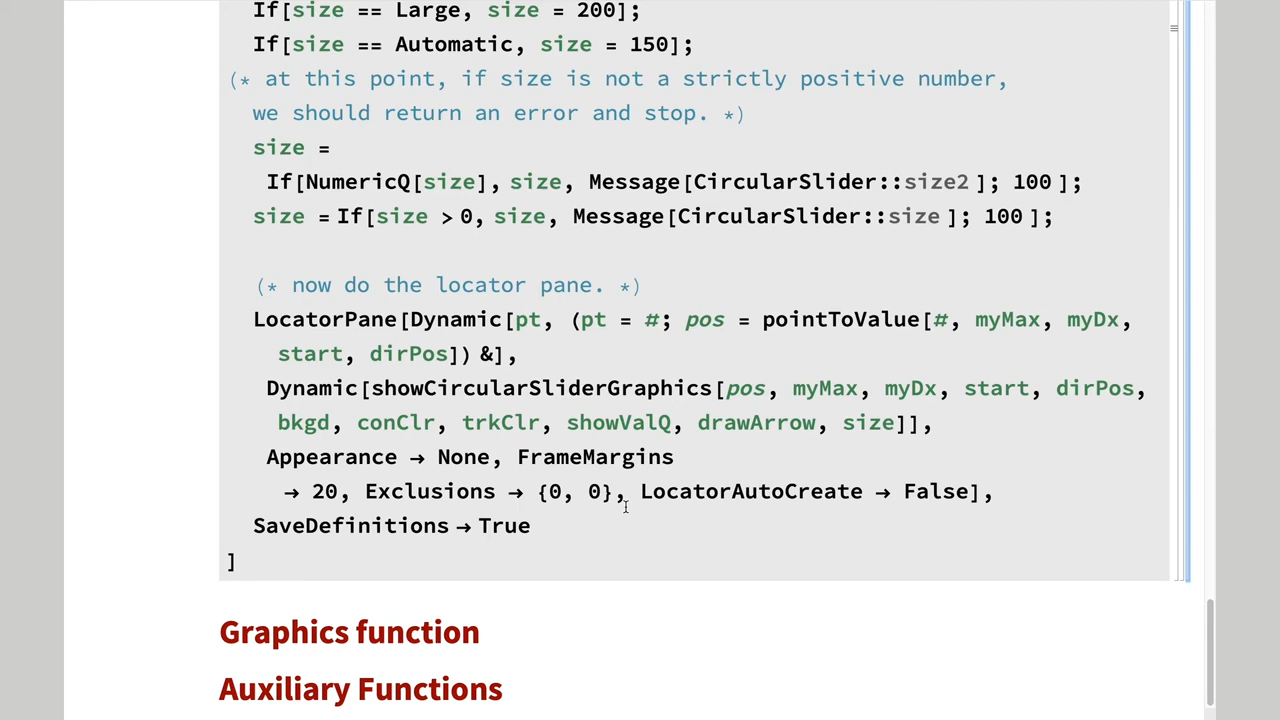 If[size == Large, size = 200];
If[size == Automatic, size = 150];
(* at this point, if size is not a strictly positive number,
we should return an error and stop. *)
size =
If[NumericQ[size], size, Message[CircularSlider::size2 ]; 100 ];
size = If[size > 0, size, Message[CircularSlider::size ]; 100 ];
(* now do the locator pane. *)
LocatorPane[Dynamic[pt, (pt = #; pos = pointToValue[#, myMax, myDx,
start, dirPos]) &],
Dynamic[showCircularSliderGraphics[pos, myMax, myDx, start, dirPos,
bkgd, conClr, trkClr, showValQ, drawArrow, size]],
Appearance → None, FrameMargins
→ 20, Exclusions → {0, 0}, LocatorAutoCreate → False],
SaveDefinitions → True
]
Graphics function
Auxiliary Functions